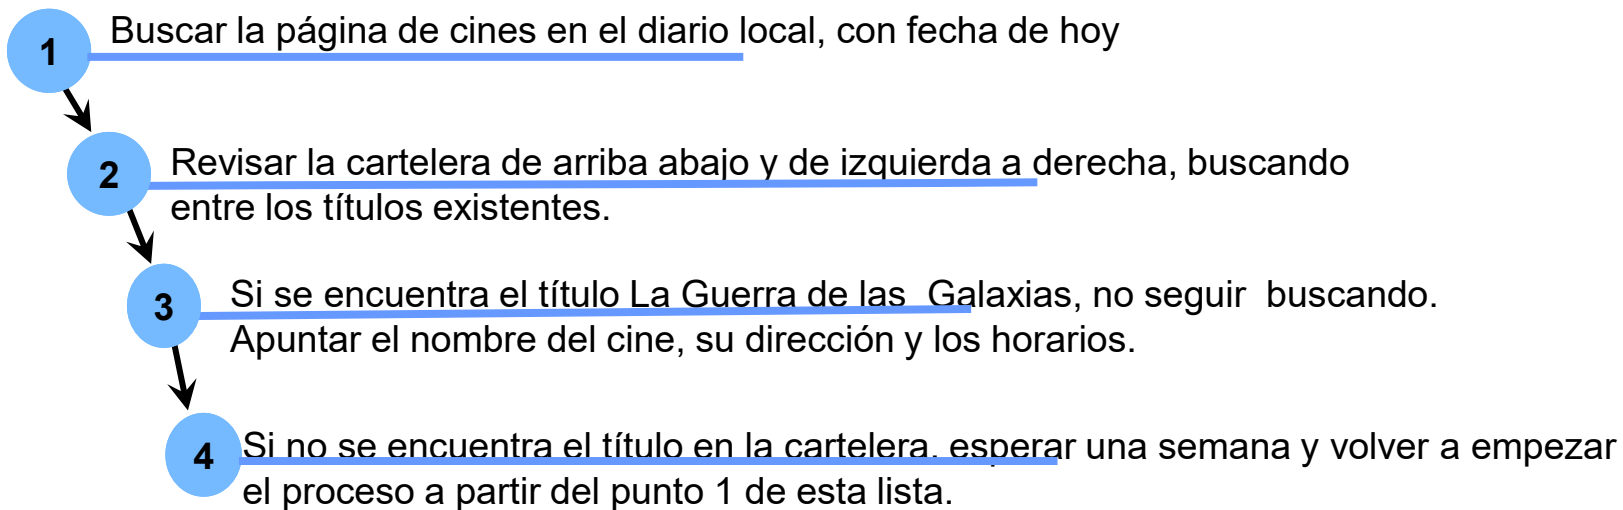 1 Buscar la página de cines en el diario local, con fecha de hoy
2 Revisar la cartelera de arriba abajo y de izquierda a derecha, buscando
entre los títulos existentes.
3 Si se encuentra el título La Guerra de las Galaxias, no seguir buscando.
Apuntar el nombre del cine, su dirección y los horarios.
4 Si no se encuentra el título en la cartelera, esperar una semana y volver a empezar
el proceso a partir del punto 1 de esta lista.